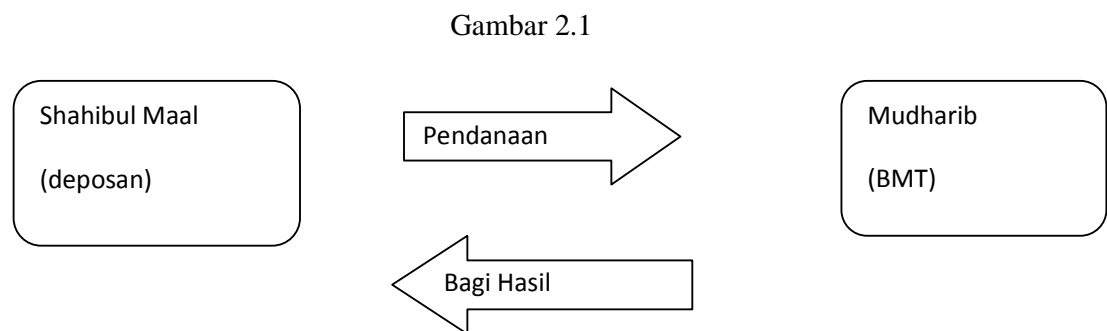 Gambar 2.1
Shahibul Maal
(deposan)
Pendanaan
Mudharib
(BMT)
Bagi Hasil